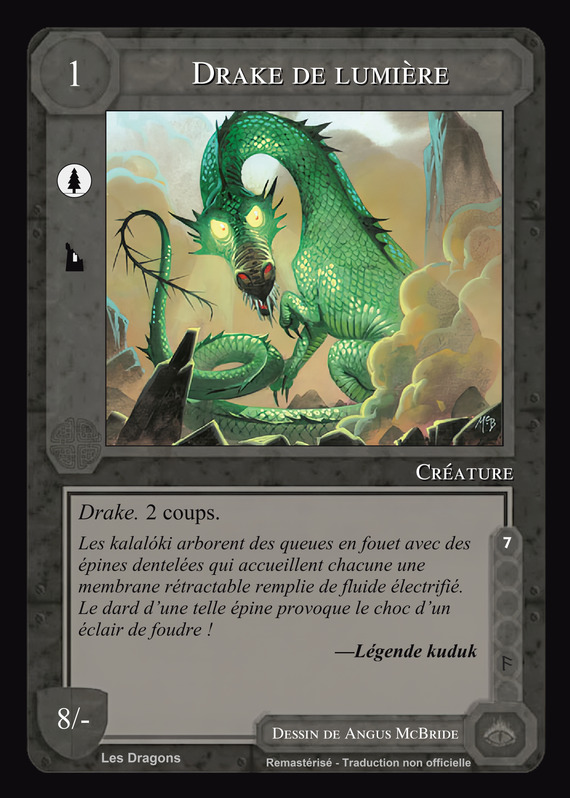 1
DRAKE DE LUMIÈRE
McB
CRÉATURE
Drake. 2 coups.
Les kalalóki arborent des queues en fouet avec des
épines dentelées qui accueillent chacune une
membrane rétractable remplie de fluide électrifié.
Le dard d’une telle épine provoque le choc d’un
éclair de foudre !
—Légende kuduk
7
8/-
DESSIN DE ANGUS MCBRIDE
Les Dragons
Remastérisé - Traduction non officielle